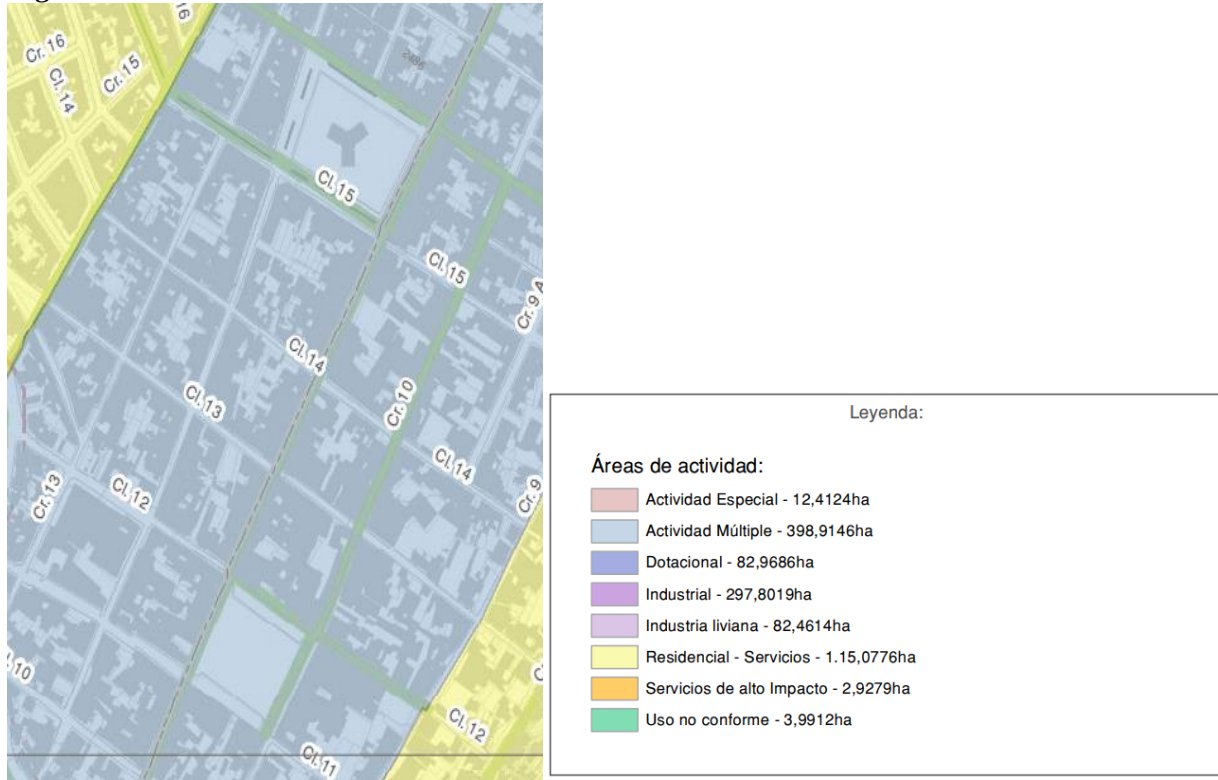 16
Cr. 16
Cr. 15
Cl. 14
2486
Cl. 15
Cl. 15
Cr. 9 A
Cl. 14
Cr. 10
Cl. 13
Cl. 14
Cr. 9
Cl. 12
Cr. 13
10
Cl. 12
Cl. 11
Leyenda:
Áreas de actividad:
Actividad Especial - 12,4124ha
Actividad Múltiple - 398,9146ha
Dotacional - 82,9686ha
Industrial - 297,8019ha
Industria liviana - 82,4614ha
Residencial - Servicios - 1.15,0776ha
Servicios de alto Impacto - 2,9279ha
Uso no conforme - 3,9912ha